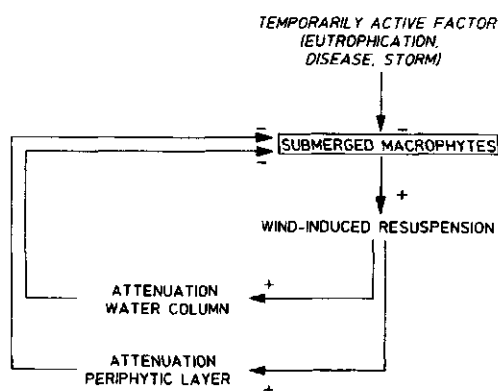 TEMPORARILY ACTIVE FACTOR
(EUTROPHICATION,
DISEASE, STORM)
−
−
SUBMERGED MACROPHYTES
−
+
WIND-INDUCED RESUSPENSION
+
ATTENUATION
WATER COLUMN
ATTENUATION
PERIPHYTIC LAYER
+